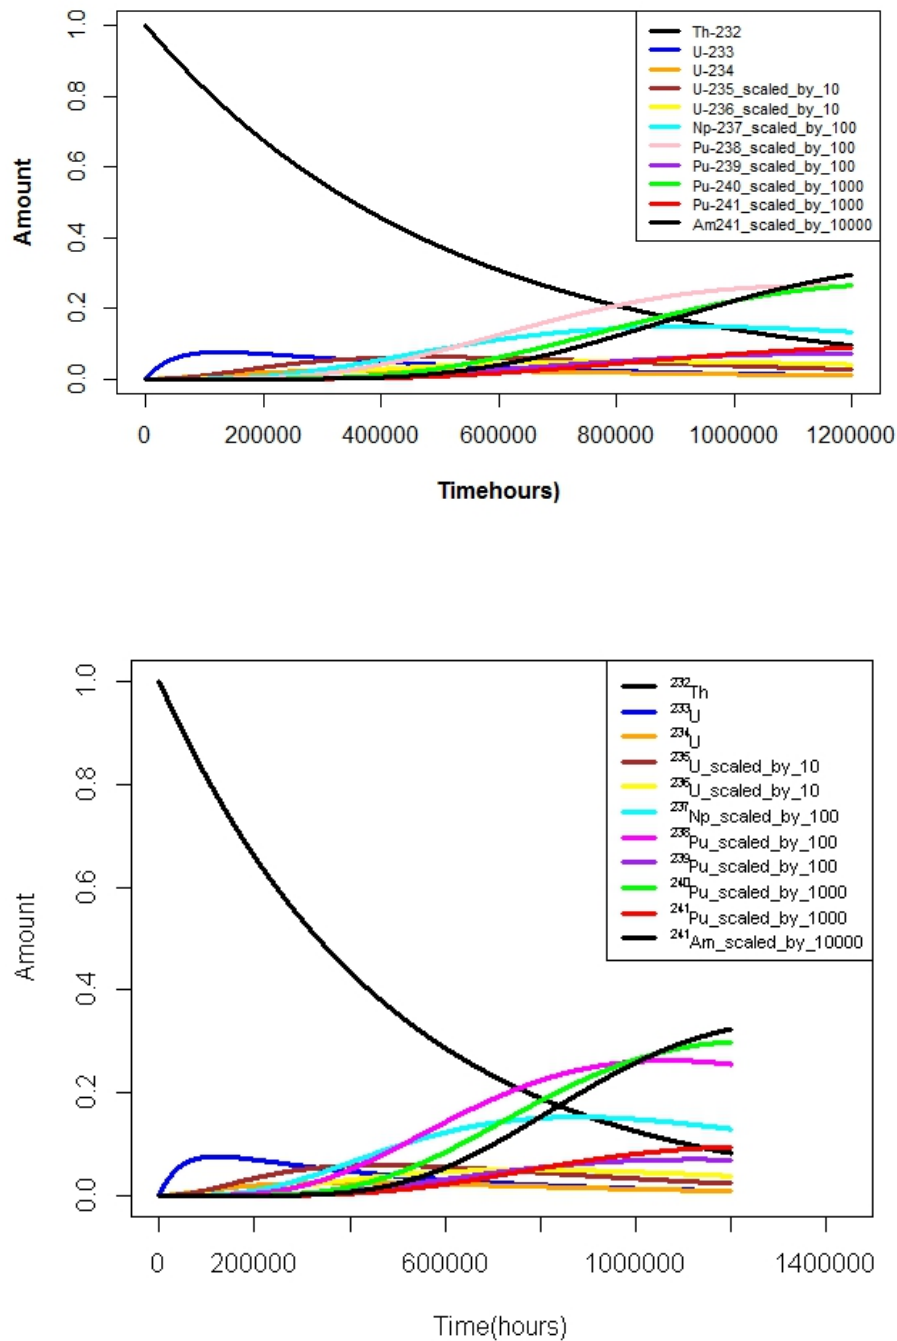 1.0
0.8
0.6
0.4
0.2
0.0
Amount
Th-232
U-233
U-234
U-235_scaled_by_10
U-236_scaled_by_10
Np-237_scaled_by_100
Pu-238_scaled_by_100
Pu-239_scaled_by_100
Pu-240_scaled_by_1000
Pu-241_scaled_by_1000
Am241_scaled_by_10000
0 200000 400000 600000 800000 1000000 1200000
Timehours)
1.0
0.8
0.6
0.4
0.2
0.0
Amount
²³²Th
²³³U
²³⁴U
²³⁵U_scaled_by_10
²³⁶U_scaled_by_10
²³⁷Np_scaled_by_100
²³⁸Pu_scaled_by_100
²³⁹Pu_scaled_by_100
²⁴⁰Pu_scaled_by_1000
²⁴¹Pu_scaled_by_1000
²⁴¹Am_scaled_by_10000
0 200000 600000 1000000 1400000
Time(hours)